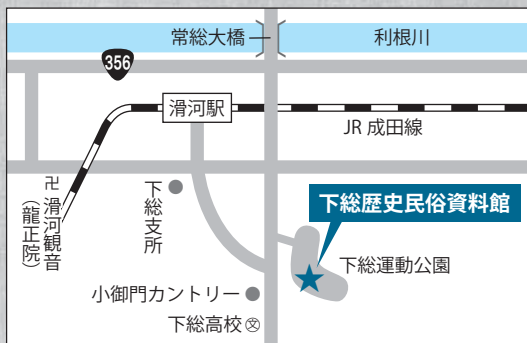 常総大橋
利根川
356
滑河駅
JR 成田線
卍 滑河観音
（龍正院）
下総支所
下総歴史民俗資料館
下総運動公園
小御門カントリー
下総高校 文